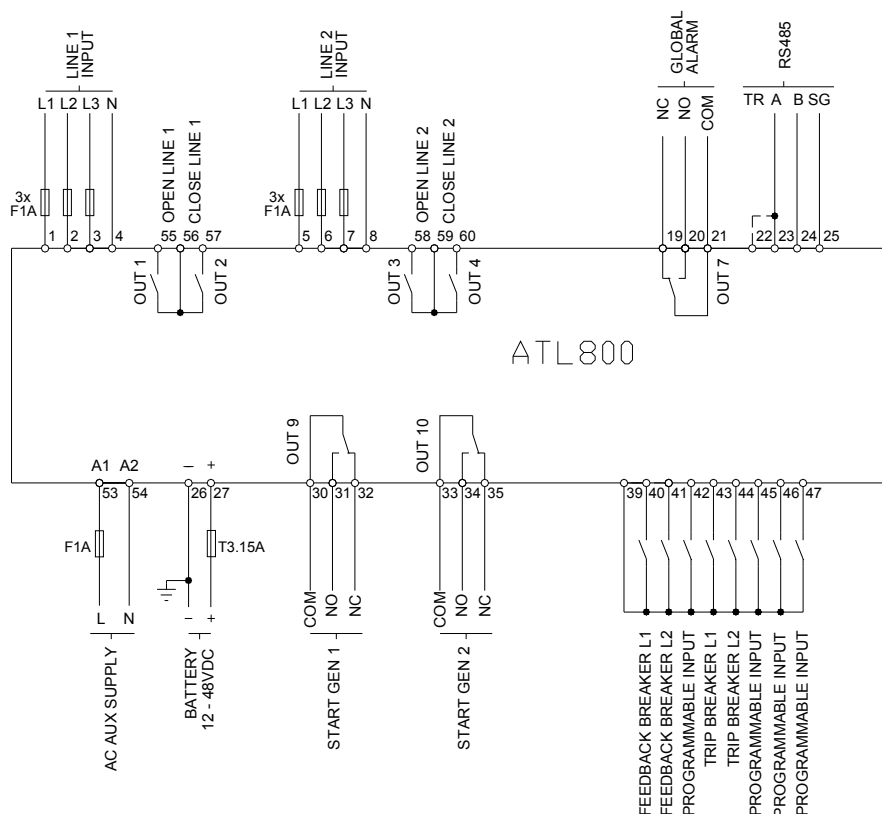 LINE 1
INPUT
L1 L2 L3 N
3x
F1A
1 2 3 4
OPEN LINE 1
CLOSE LINE 1
55 56 57
OUT 1
OUT 2
LINE 2
INPUT
L1 L2 L3 N
3x
F1A
5 6 7 8
OPEN LINE 2
CLOSE LINE 2
58 59 60
OUT 3
OUT 4
GLOBAL
ALARM
NC
NO
COM
19 20 21
OUT 7
RS485
TR A B SG
22 23 24 25
ATL800
A1 A2
53 54
F1A
L N
AC AUX SUPPLY
– +
26 27
T3.15A
– +
BATTERY
12 - 48VDC
OUT 9
30 31 32
COM
NO
NC
START GEN 1
OUT 10
33 34 35
COM
NO
NC
START GEN 2
39 40 41 42 43 44 45 46 47
FEEDBACK BREAKER L1
FEEDBACK BREAKER L2
PROGRAMMABLE INPUT
TRIP BREAKER L1
TRIP BREAKER L2
PROGRAMMABLE INPUT
PROGRAMMABLE INPUT
PROGRAMMABLE INPUT